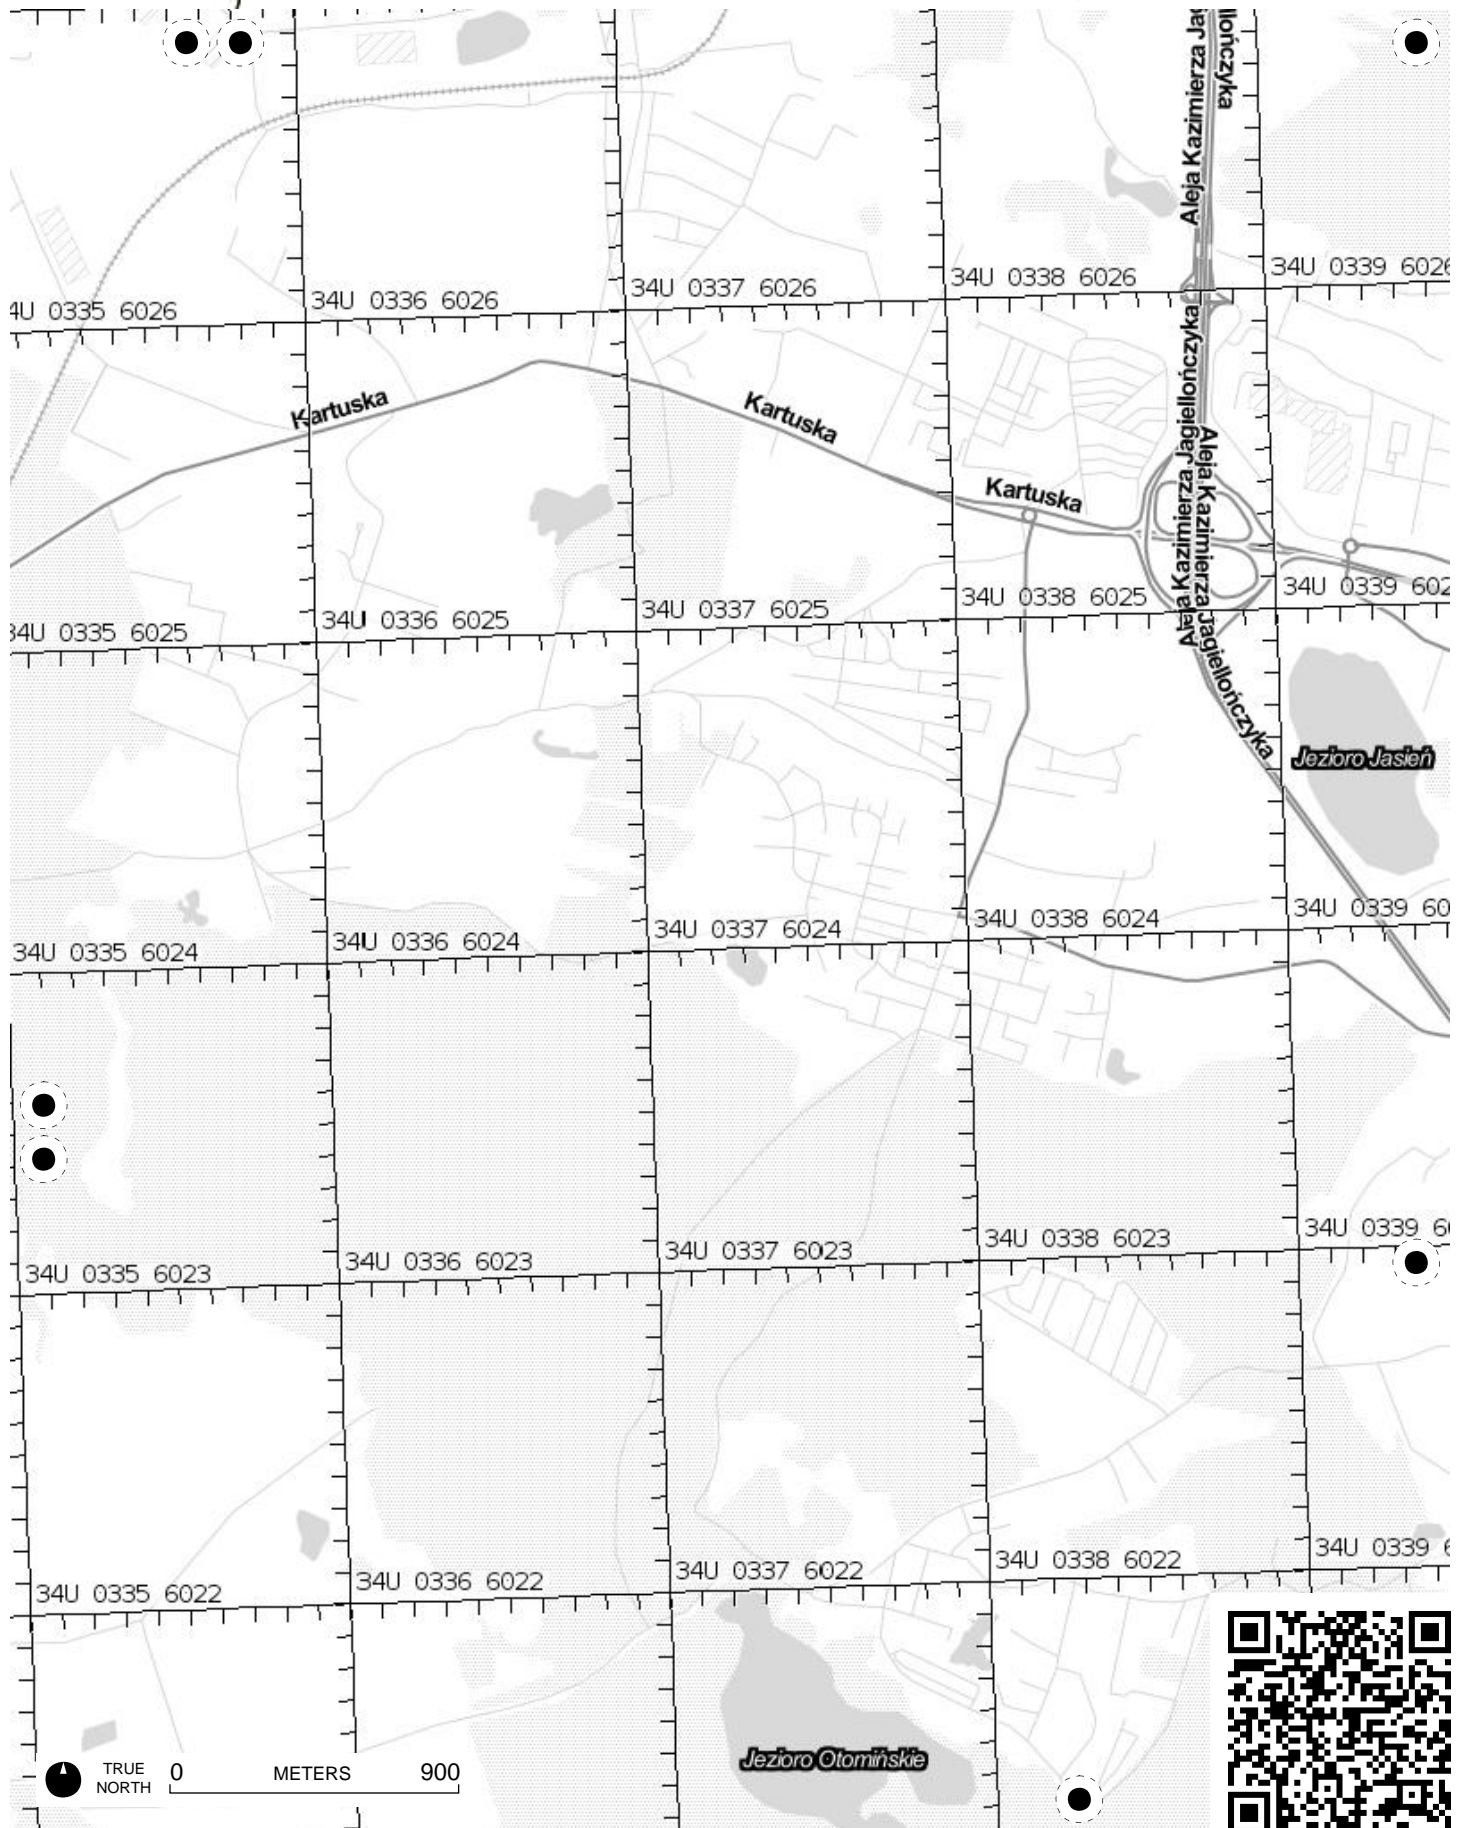 Aleja Kazimierza Jag
llończyka
34U 0339 6026
34U 0338 6026
34U 0337 6026
34U 0336 6026
4U 0335 6026
Kartuska
Kartuska
Kartuska
Aleja Kazimierza Jagiellończyka
Aleja Kazimierza Jagiellończyka
34U 0339 602
34U 0338 6025
34U 0337 6025
34U 0336 6025
34U 0335 6025
Jezioro Jasień
34U 0339 60
34U 0338 6024
34U 0337 6024
34U 0336 6024
34U 0335 6024
34U 0339 6
34U 0338 6023
34U 0337 6023
34U 0336 6023
34U 0335 6023
34U 0339 6
34U 0338 6022
34U 0337 6022
34U 0336 6022
34U 0335 6022
Jezioro Otomińskie
TRUE
NORTH
0 METERS 900